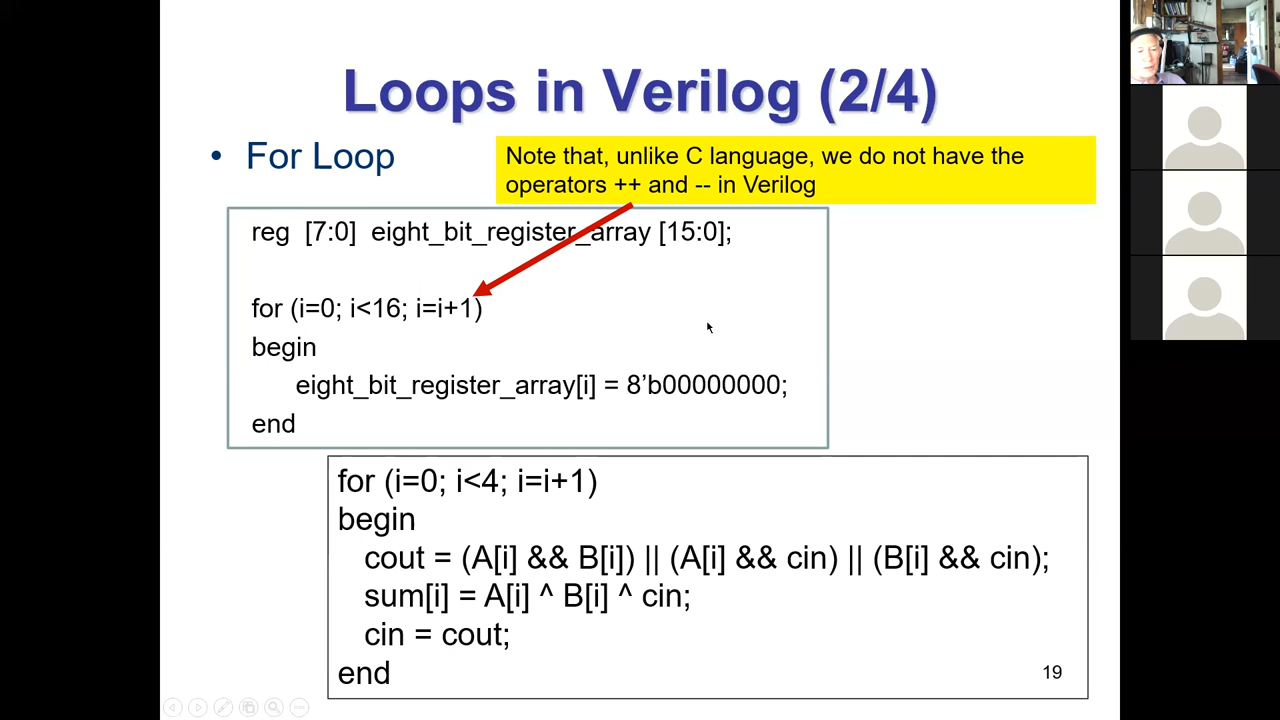 Loops in Verilog (2/4)
• For Loop
Note that, unlike C language, we do not have the
operators ++ and -- in Verilog
reg [7:0] eight_bit_register_array [15:0];
for (i=0; i<16; i=i+1)
begin
eight_bit_register_array[i] = 8’b00000000;
end
for (i=0; i<4; i=i+1)
begin
cout = (A[i] && B[i]) || (A[i] && cin) || (B[i] && cin);
sum[i] = A[i] ^ B[i] ^ cin;
cin = cout;
end
19